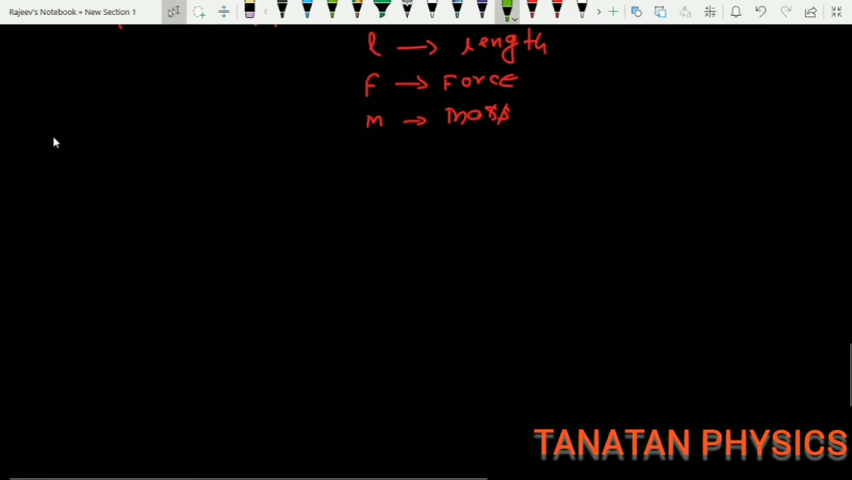 Rajeev's Notebook » New Section 1
l → Length
F → Force
m → mass
TANATAN PHYSICS